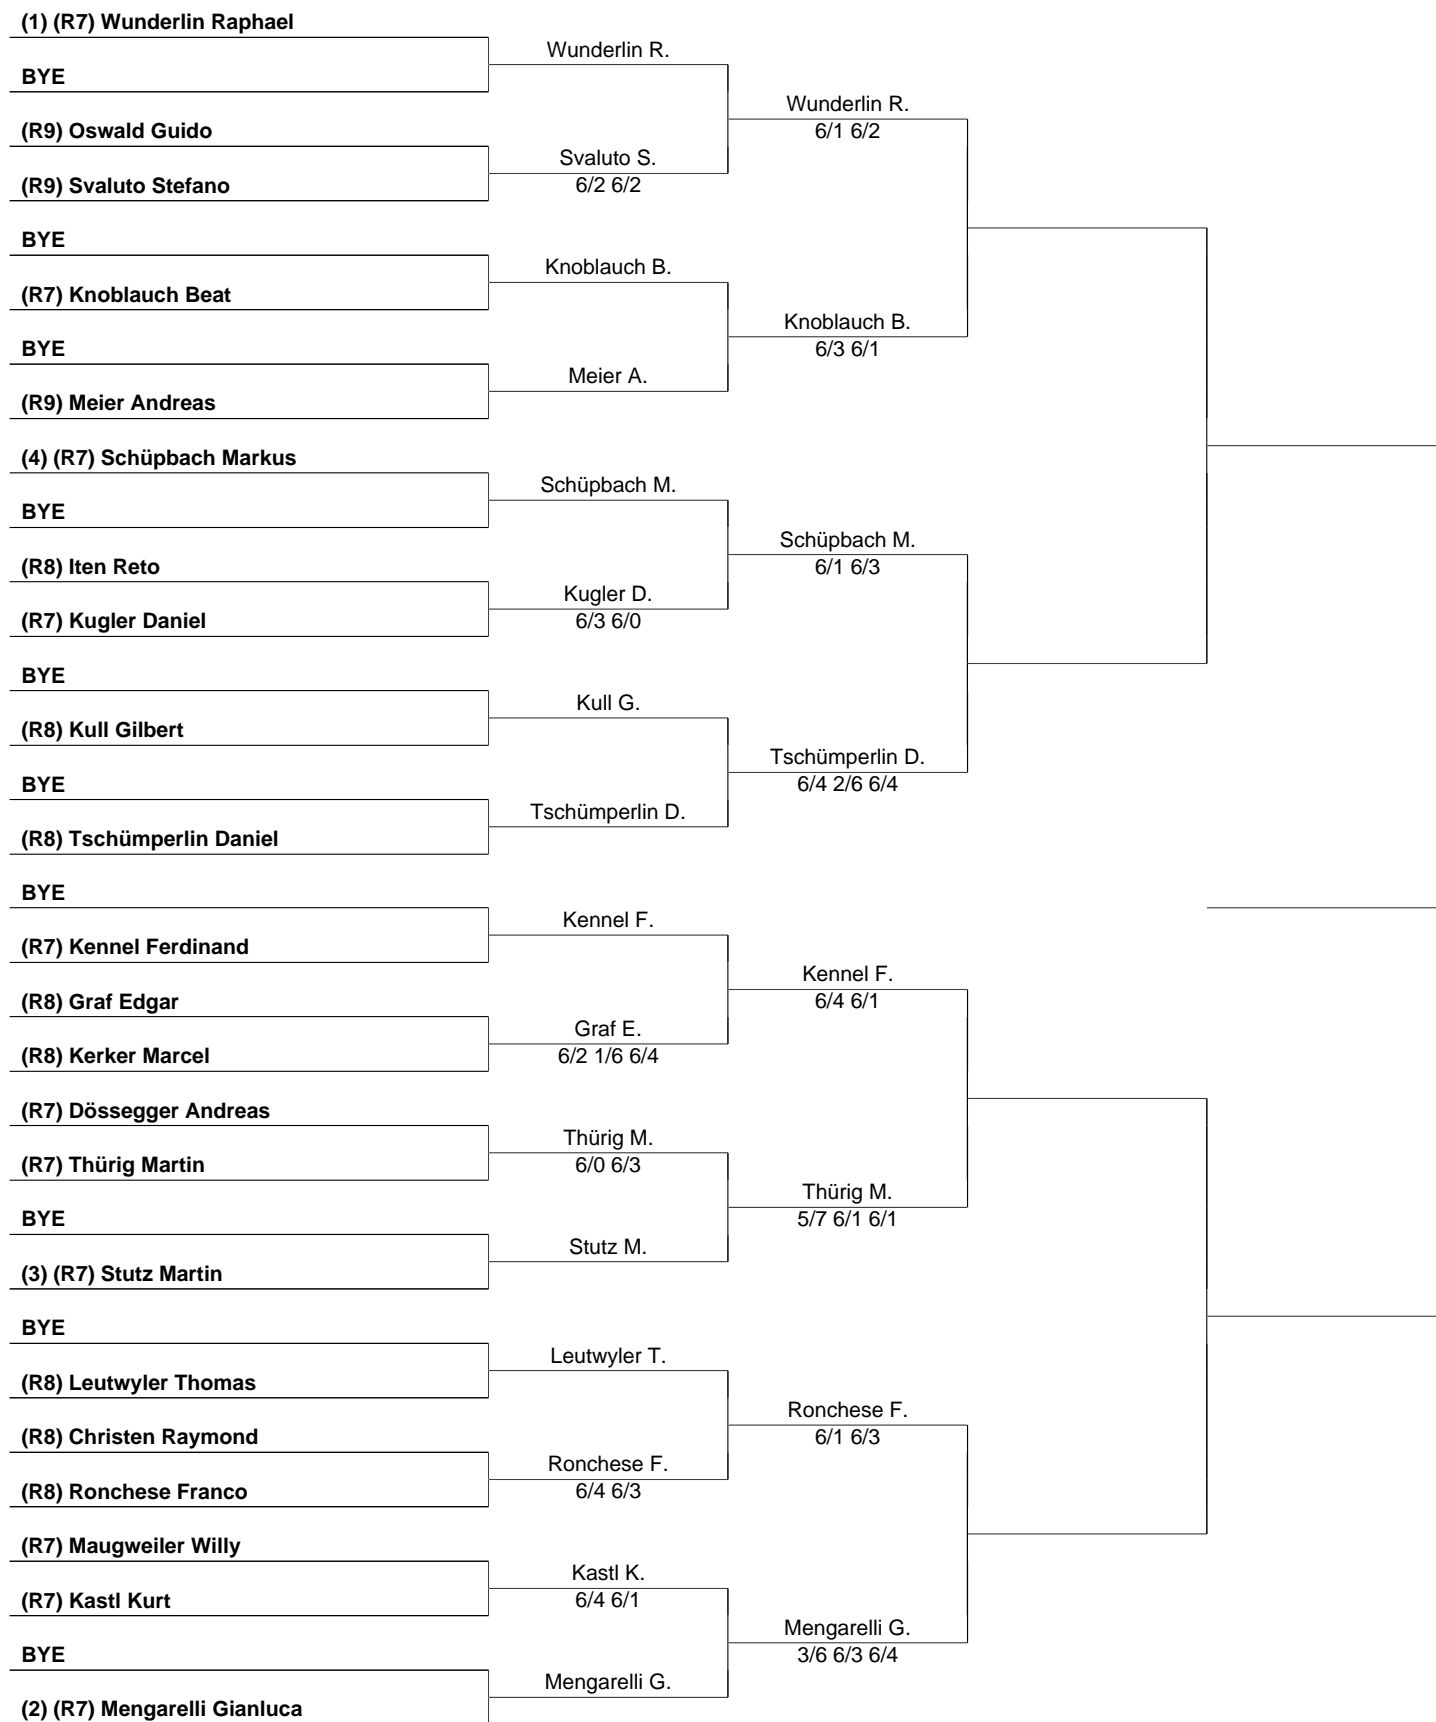 (1) (R7) Wunderlin Raphael
BYE
(R9) Oswald Guido
(R9) Svaluto Stefano
BYE
(R7) Knoblauch Beat
BYE
(R9) Meier Andreas
(4) (R7) Schüpbach Markus
BYE
(R8) Iten Reto
(R7) Kugler Daniel
BYE
(R8) Kull Gilbert
BYE
(R8) Tschümperlin Daniel
BYE
(R7) Kennel Ferdinand
(R8) Graf Edgar
(R8) Kerker Marcel
(R7) Dössegger Andreas
(R7) Thürig Martin
BYE
(3) (R7) Stutz Martin
BYE
(R8) Leutwyler Thomas
(R8) Christen Raymond
(R8) Ronchese Franco
(R7) Maugweiler Willy
(R7) Kastl Kurt
BYE
(2) (R7) Mengarelli Gianluca
Wunderlin R.
Svaluto S.
6/2 6/2
Knoblauch B.
Meier A.
Schüpbach M.
Kugler D.
6/3 6/0
Kull G.
Tschümperlin D.
Kennel F.
Graf E.
6/2 1/6 6/4
Thürig M.
6/0 6/3
Stutz M.
Leutwyler T.
Ronchese F.
6/4 6/3
Kastl K.
6/4 6/1
Mengarelli G.
Wunderlin R.
6/1 6/2
Knoblauch B.
6/3 6/1
Schüpbach M.
6/1 6/3
Tschümperlin D.
6/4 2/6 6/4
Kennel F.
6/4 6/1
Thürig M.
5/7 6/1 6/1
Ronchese F.
6/1 6/3
Mengarelli G.
3/6 6/3 6/4